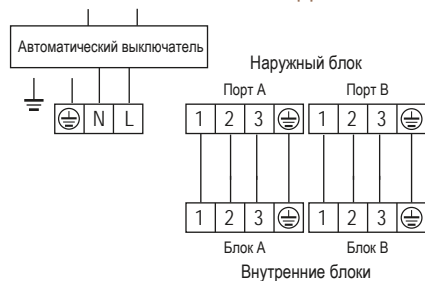 Автоматический выключатель
N L
Наружный блок
Порт A Порт B
1 2 3 1 2 3
1 2 3 1 2 3
Блок A Блок B
Внутренние блоки